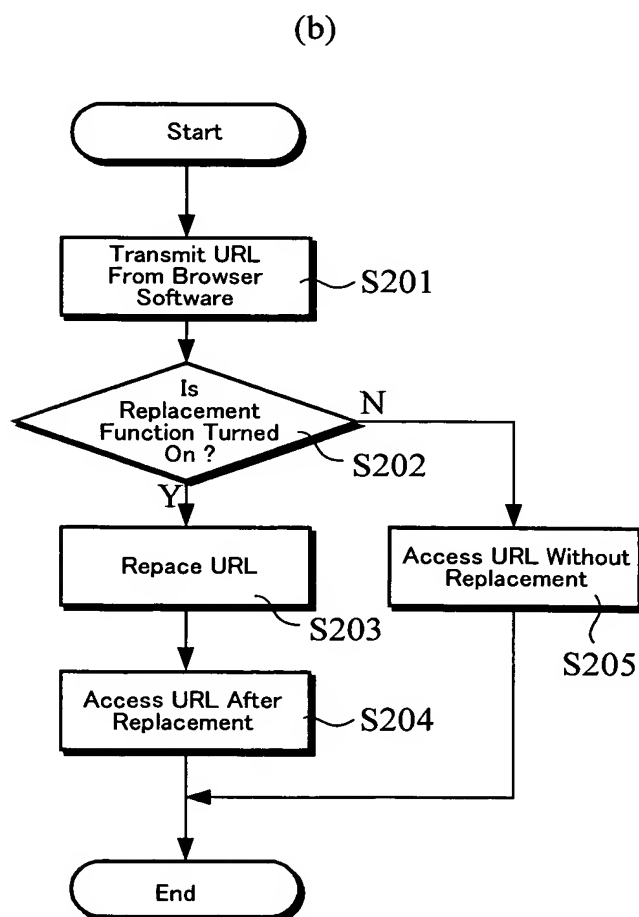 (b)
Start
Transmit URL
From Browser
Software
S201
Is
Replacement
Function Turned
On ?
N
S202
Y
Repace URL
S203
Access URL Without
Replacement
S205
Access URL After
Replacement
S204
End